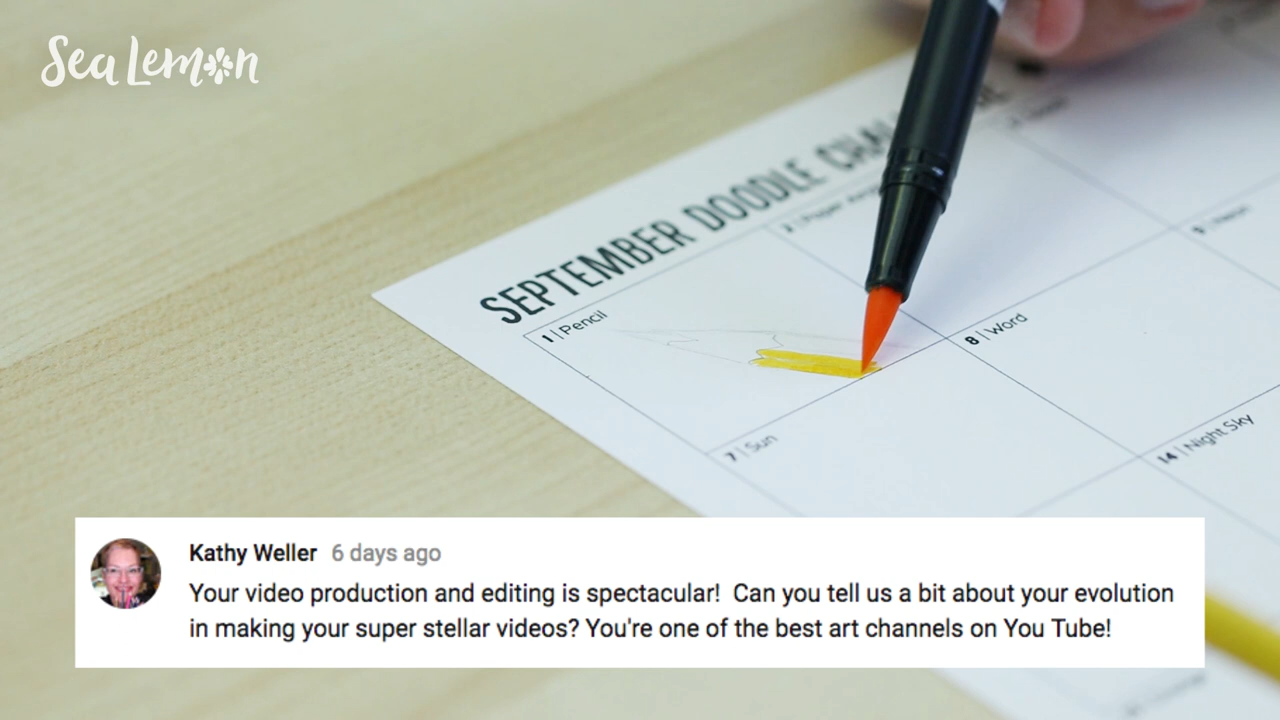 Sea Lemon
SEPTEMBER DOODLE
1 | Pencil
8 | Word
7 | Sun
14 | Night Sky
Kathy Weller 6 days ago
Your video production and editing is spectacular!  Can you tell us a bit about your evolution
in making your super stellar videos? You're one of the best art channels on You Tube!